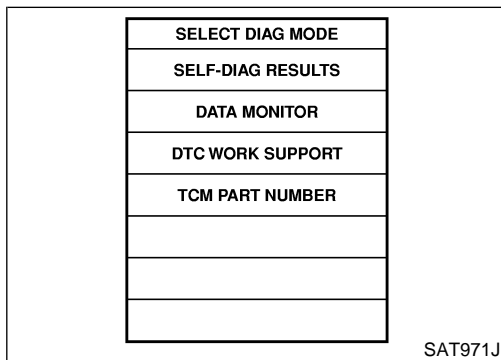 SELECT DIAG MODE
SELF-DIAG RESULTS
DATA MONITOR
DTC WORK SUPPORT
TCM PART NUMBER
SAT971J